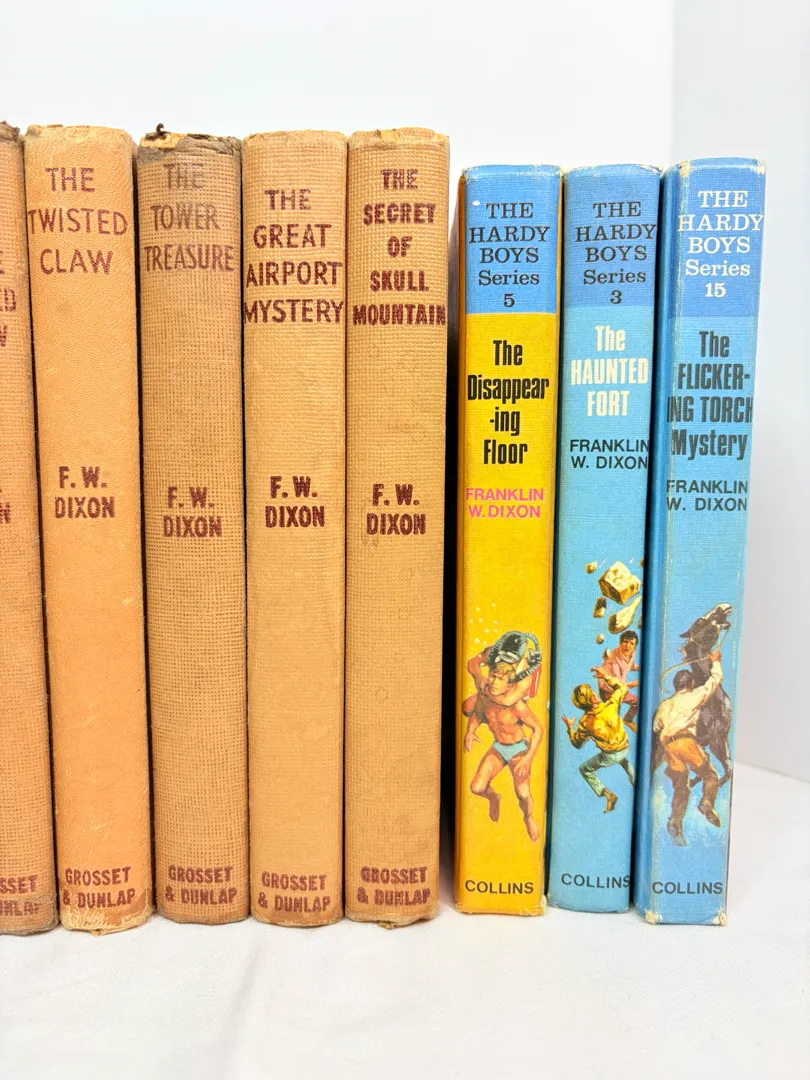 THE
TWISTED
CLAW
F. W.
DIXON
GROSSET
& DUNLAP
THE
TOWER
TREASURE
F. W.
DIXON
GROSSET
& DUNLAP
THE
GREAT
AIRPORT
MYSTERY
F. W.
DIXON
GROSSET
& DUNLAP
THE
SECRET
OF
SKULL
MOUNTAIN
F. W.
DIXON
GROSSET
& DUNLAP
THE
HARDY
BOYS
Series
5
The
Disappear
-ing
Floor
FRANKLIN
W. DIXON
COLLINS
THE
HARDY
BOYS
Series
3
The
HAUNTED
FORT
FRANKLIN
W. DIXON
COLLINS
THE
HARDY
BOYS
Series
15
The
FLICKER-
ING TORCH
Mystery
FRANKLIN
W. DIXON
COLLINS